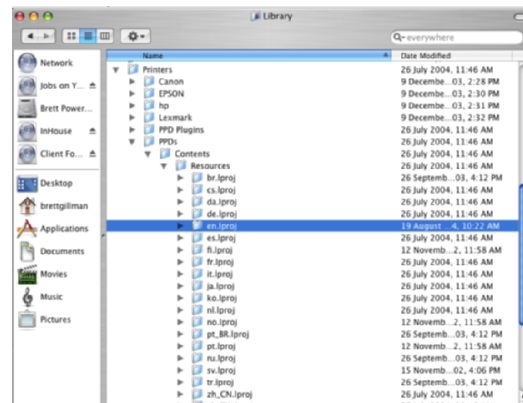 Library
everywhere
Name Date Modified
Network
Jobs on Y...
Brett Power...
InHouse
Client Fo...
Desktop
brettgillman
Applications
Documents
Movies
Music
Pictures
Printers 26 July 2004, 11:46 AM
Canon 9 Decembe...03, 2:28 PM
EPSON 9 Decembe...03, 2:30 PM
hp 9 Decembe...03, 2:31 PM
Lexmark 9 Decembe...03, 2:32 PM
PPD Plugins 26 July 2004, 11:46 AM
PPDs 26 July 2004, 11:46 AM
Contents 26 July 2004, 11:46 AM
Resources 26 July 2004, 11:46 AM
br.lproj 26 Septemb...03, 4:12 PM
cs.lproj 26 July 2004, 11:46 AM
da.lproj 26 July 2004, 11:46 AM
de.lproj 26 July 2004, 11:46 AM
en.lproj 19 August ...4, 10:22 AM
es.lproj 26 July 2004, 11:46 AM
fi.lproj 12 Novemb...2, 11:58 AM
fr.lproj 26 July 2004, 11:46 AM
it.lproj 26 July 2004, 11:46 AM
ja.lproj 26 July 2004, 11:46 AM
ko.lproj 26 July 2004, 11:46 AM
nl.lproj 26 July 2004, 11:46 AM
no.lproj 12 Novemb...2, 11:58 AM
pt_BR.lproj 26 Septemb...03, 4:12 PM
pt.lproj 12 Novemb...2, 11:58 AM
ru.lproj 26 Septemb...03, 4:12 PM
sv.lproj 15 Novemb...02, 4:06 PM
tr.lproj 26 Septemb...03, 4:12 PM
zh_CN.lproj 26 July 2004, 11:46 AM